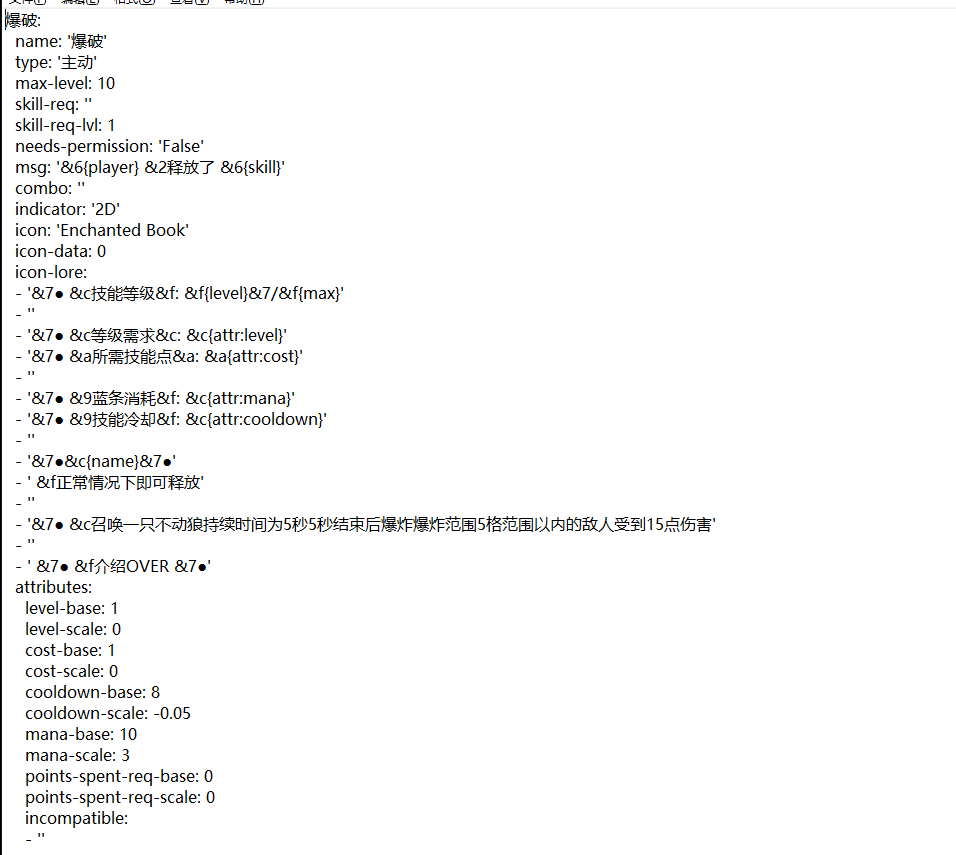 爆破:
  name: '爆破'
  type: '主动'
  max-level: 10
  skill-req: ''
  skill-req-lvl: 1
  needs-permission: 'False'
  msg: '&6{player} &2释放了 &6{skill}'
  combo: ''
  indicator: '2D'
  icon: 'Enchanted Book'
  icon-data: 0
  icon-lore:
  - '&7● &c技能等级&f: &f{level}&7/&f{max}'
  - ''
  - '&7● &c等级需求&c: &c{attr:level}'
  - '&7● &a所需技能点&a: &a{attr:cost}'
  - ''
  - '&7● &9蓝条消耗&f: &c{attr:mana}'
  - '&7● &9技能冷却&f: &c{attr:cooldown}'
  - ''
  - '&7●&c{name}&7●'
  - ' &f正常情况下即可释放'
  - ''
  - '&7● &c召唤一只不动狼持续时间为5秒5秒结束后爆炸爆炸范围5格范围以内的敌人受到15点伤害'
  - ''
  - ' &7● &f介绍OVER &7●'
  attributes:
    level-base: 1
    level-scale: 0
    cost-base: 1
    cost-scale: 0
    cooldown-base: 8
    cooldown-scale: -0.05
    mana-base: 10
    mana-scale: 3
    points-spent-req-base: 0
    points-spent-req-scale: 0
    incompatible:
    - ''